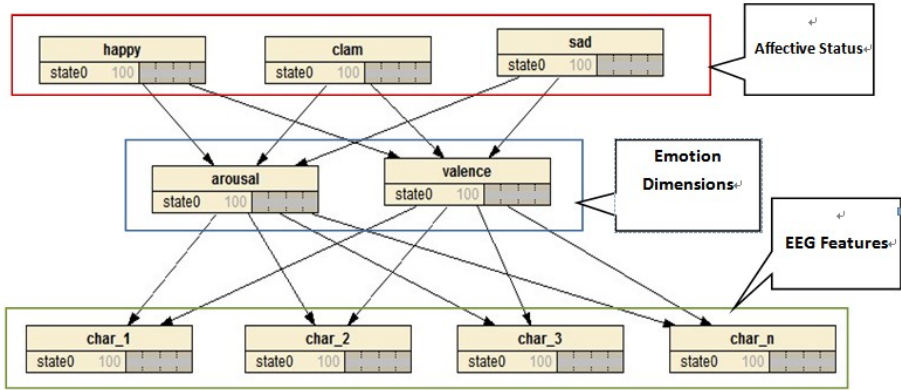 happy
state0 100
clam
state0 100
sad
state0 100
Affective Status
arousal
state0 100
valence
state0 100
Emotion
Dimensions
EEG Features
char_1
state0 100
char_2
state0 100
char_3
state0 100
char_n
state0 100